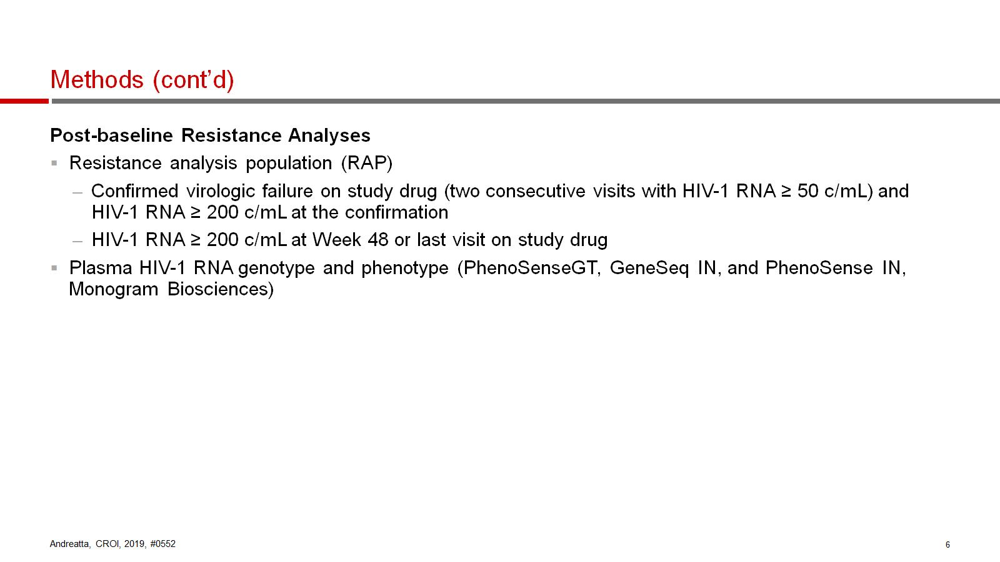 Methods (cont’d)
Post-baseline Resistance Analyses
▪ Resistance analysis population (RAP)
– Confirmed virologic failure on study drug (two consecutive visits with HIV-1 RNA ≥ 50 c/mL) and
HIV-1 RNA ≥ 200 c/mL at the confirmation
– HIV-1 RNA ≥ 200 c/mL at Week 48 or last visit on study drug
▪ Plasma HIV-1 RNA genotype and phenotype (PhenoSenseGT, GeneSeq IN, and PhenoSense IN,
Monogram Biosciences)
Andreatta, CROI, 2019, #0552
6